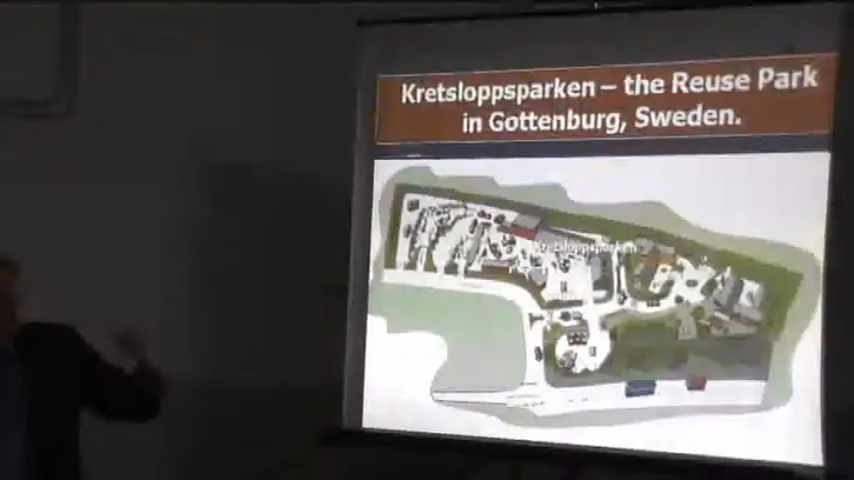 Kretsloppsparken – the Reuse Park
in Gottenburg, Sweden.
Kretsloppsparken